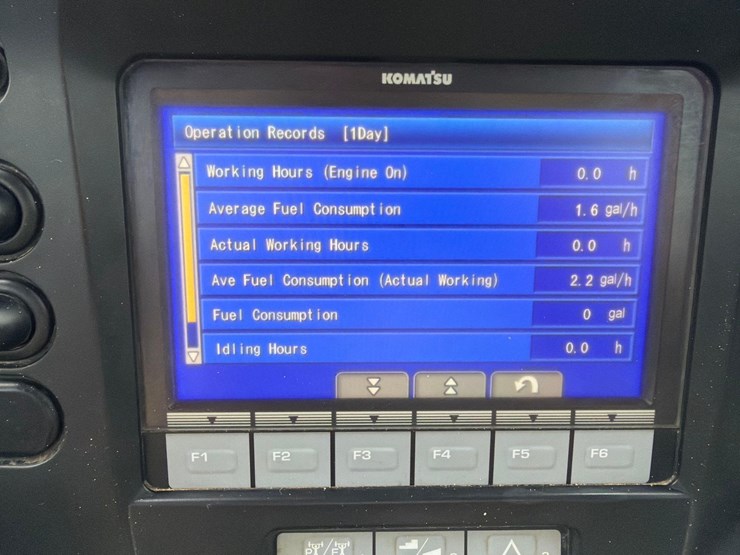 KOMATSU
Operation Records [1Day]
Working Hours (Engine On) 0.0 h
Average Fuel Consumption 1.6 gal/h
Actual Working Hours 0.0 h
Ave Fuel Consumption (Actual Working) 2.2 gal/h
Fuel Consumption 0 gal
Idling Hours 0.0 h
F1 F2 F3 F4 F5 F6